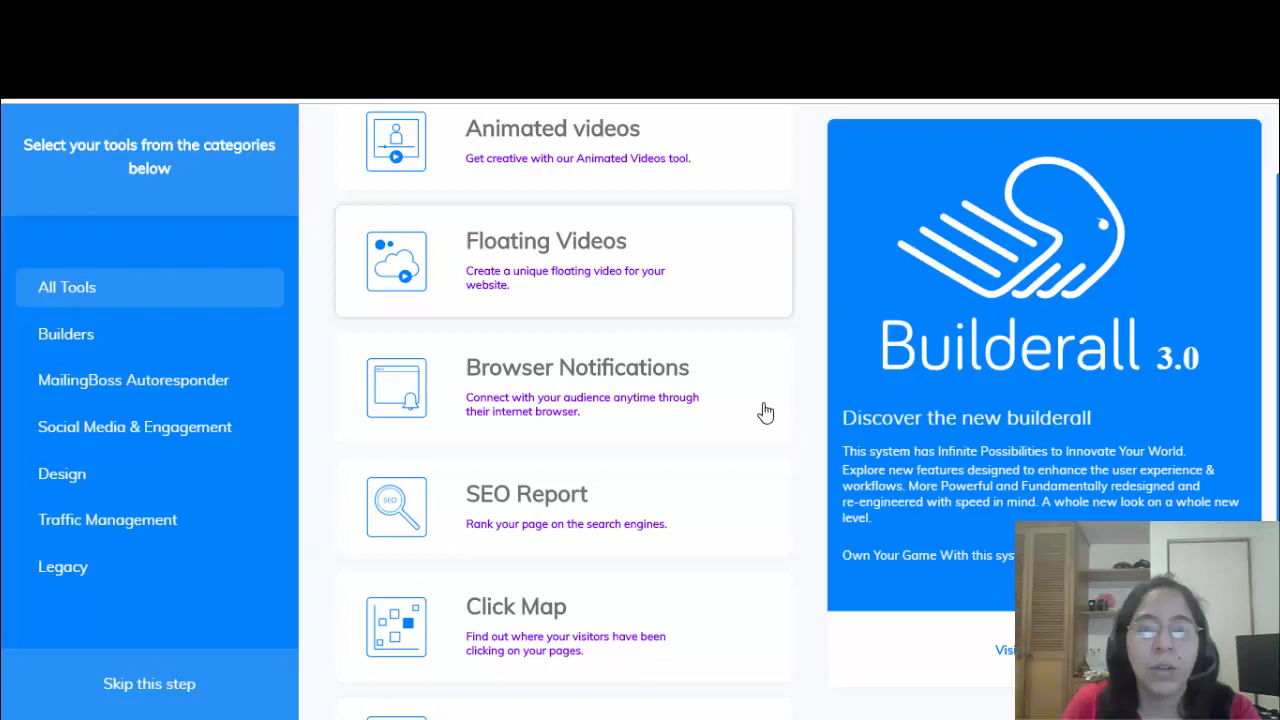 Select your tools from the categories
below
All Tools
Builders
MailingBoss Autoresponder
Social Media & Engagement
Design
Traffic Management
Legacy
Skip this step
Animated videos
Get creative with our Animated Videos tool.
Floating Videos
Create a unique floating video for your
website.
Browser Notifications
Connect with your audience anytime through
their internet browser.
SEO
SEO Report
Rank your page on the search engines.
Click Map
Find out where your visitors have been
clicking on your pages.
Builderall 3.0
Discover the new builderall
This system has Infinite Possibilities to Innovate Your World.
Explore new features designed to enhance the user experience &
workflows. More Powerful and Fundamentally redesigned and
re-engineered with speed in mind. A whole new look on a whole new
level.
Own Your Game With this